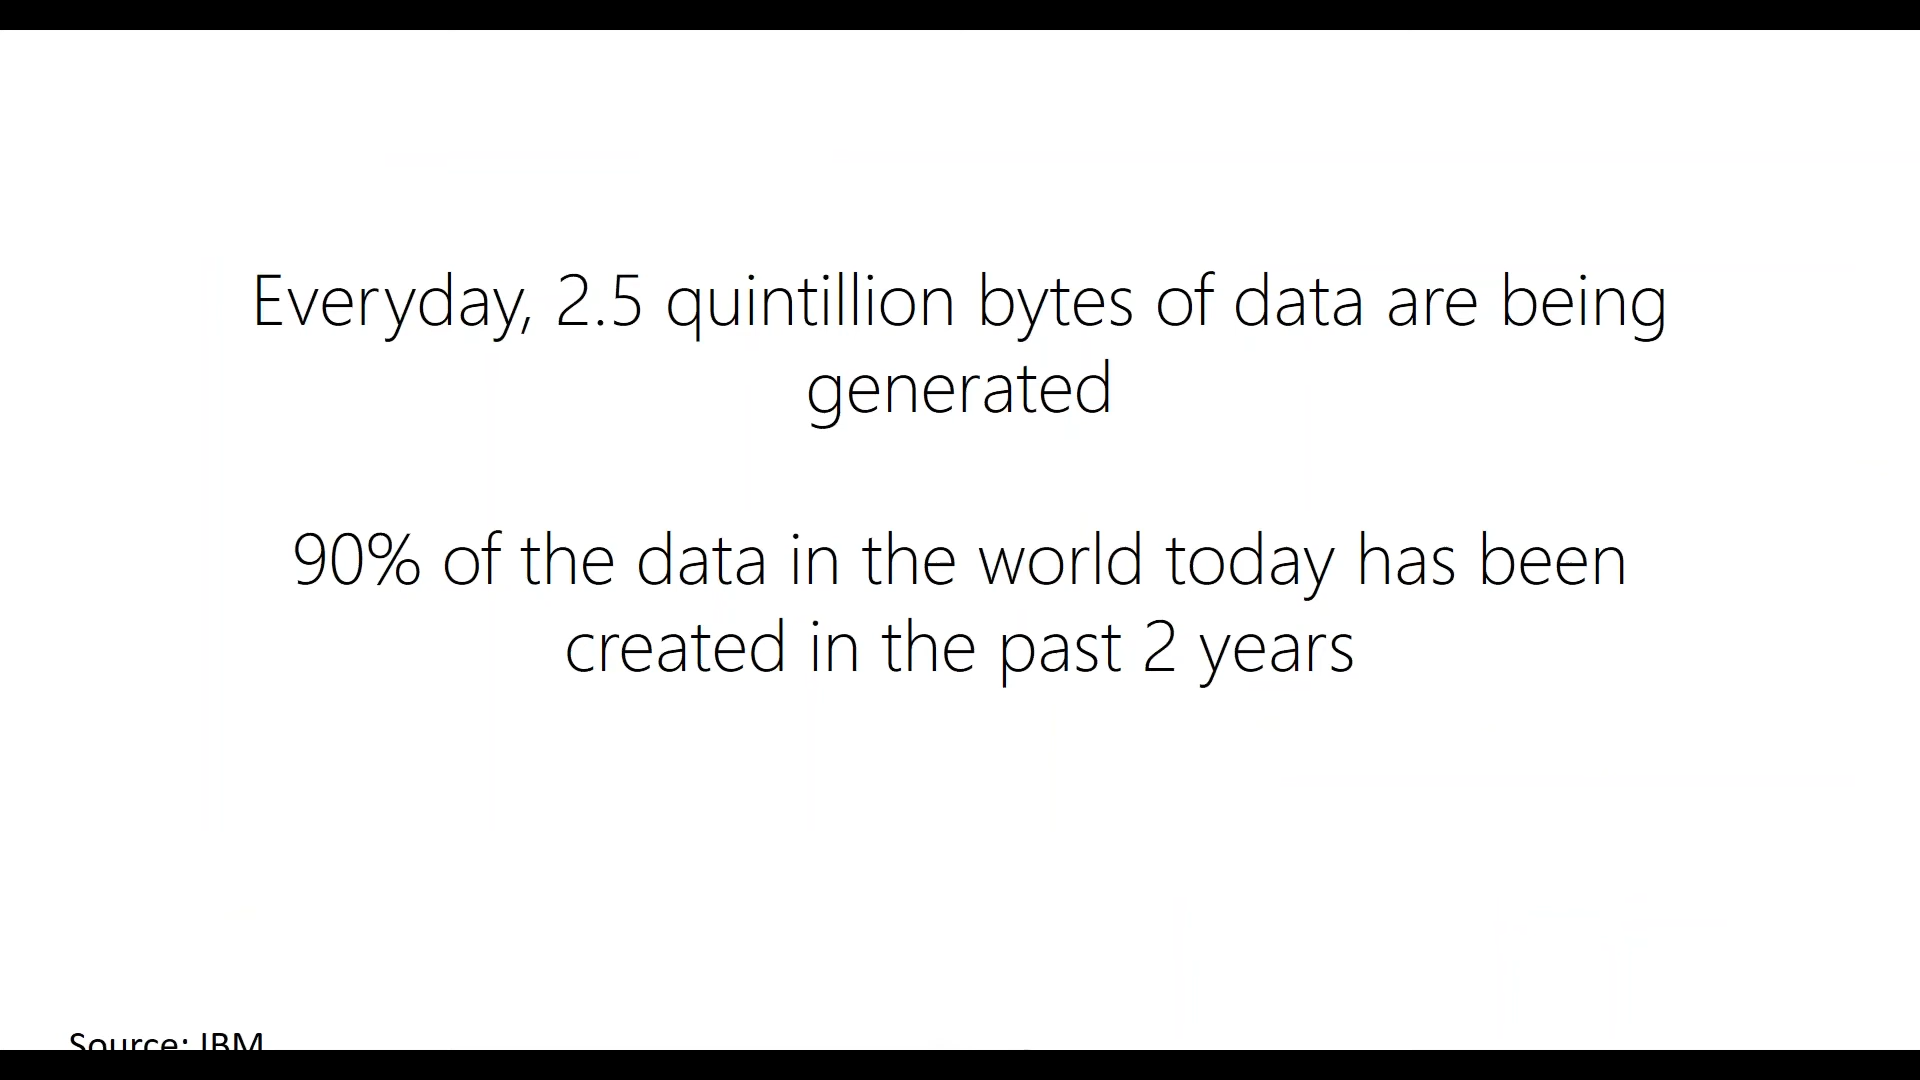 Everyday, 2.5 quintillion bytes of data are being
generated
90% of the data in the world today has been
created in the past 2 years
Source: IBM